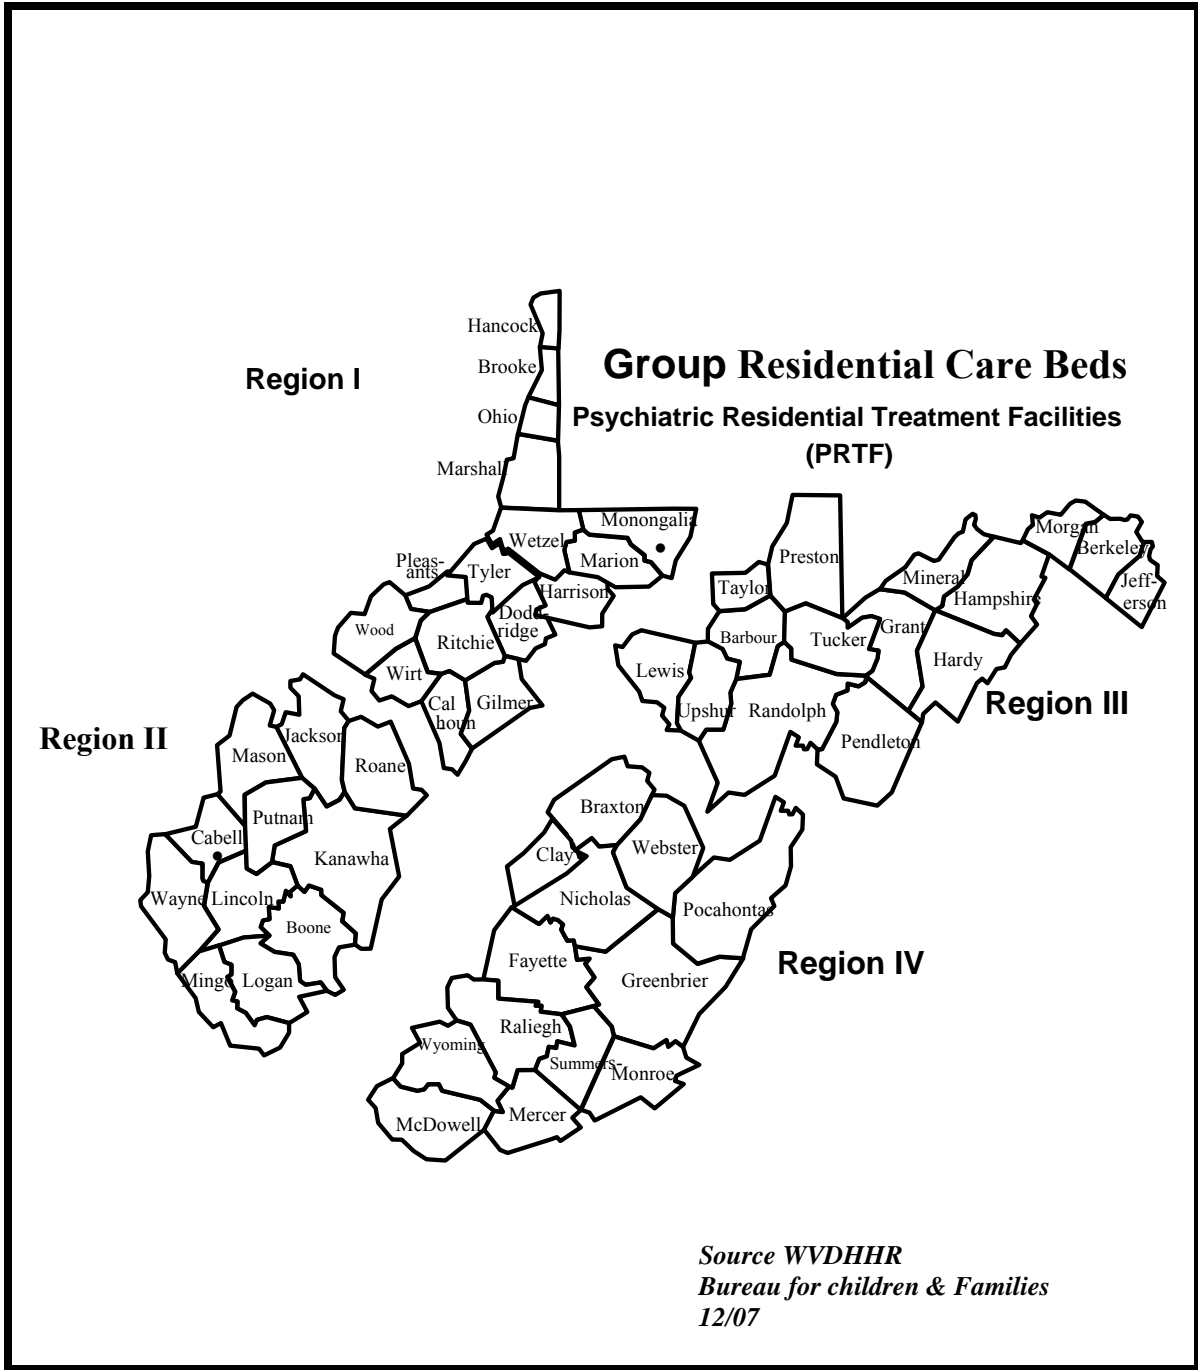 Hancock
Region I
Group Residential Care Beds
Brooke
Ohio
Psychiatric Residential Treatment Facilities
(PRTF)
Marshall
Monongalia
Wetzel
Marion
Pleas-
ants
Tyler
Harrison
Dodd-
ridge
Wood
Ritchie
Wirt
Cal
houn
Gilmer
Preston
Taylor
Barbour
Tucker
Lewis
Upshur
Randolph
Pendleton
Grant
Mineral
Hampshire
Hardy
Morgan
Berkeley
Jeff-
erson
Region III
Region II
Jackson
Mason
Roane
Putnam
Cabell
Kanawha
Wayne
Lincoln
Boone
Mingo
Logan
Braxton
Clay
Webster
Nicholas
Pocahontas
Region IV
Fayette
Greenbrier
Raliegh
Wyoming
Summers-
Monroe
McDowell
Mercer
Source WVDHHR
Bureau for children & Families
12/07